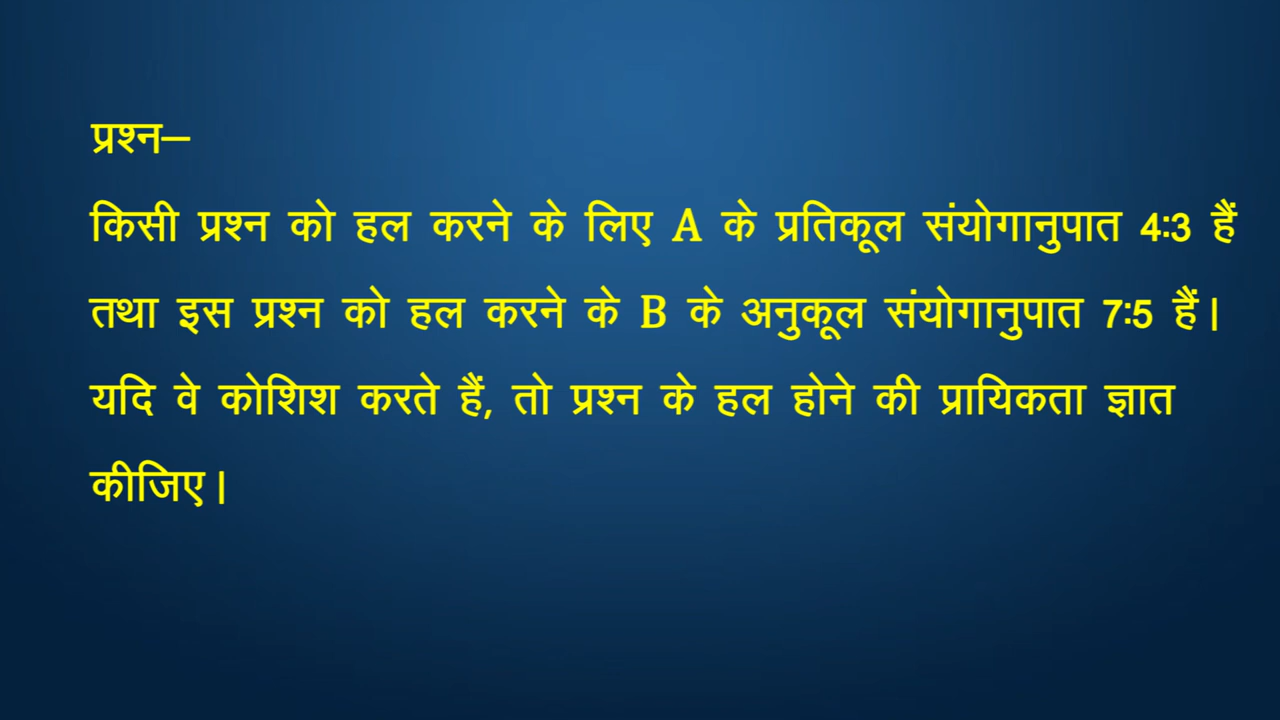 प्रश्न—
किसी प्रश्न को हल करने के लिए A के प्रतिकूल संयोगानुपात 4:3 हैं
तथा इस प्रश्न को हल करने के B के अनुकूल संयोगानुपात 7:5 हैं।
यदि वे कोशिश करते हैं, तो प्रश्न के हल होने की प्रायिकता ज्ञात
कीजिए।